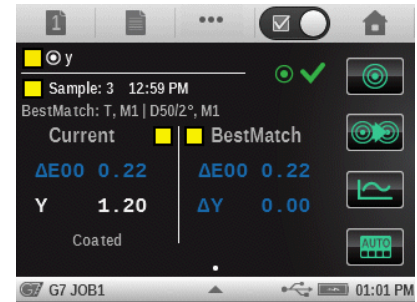 1
y
Sample: 3 12:59 PM
BestMatch: T, M1 | D50/2°, M1
Current BestMatch
ΔE00 0.22 ΔE00 0.22
Y 1.20 ΔY 0.00
Coated
AUTO
G7 G7 JOB1 01:01 PM